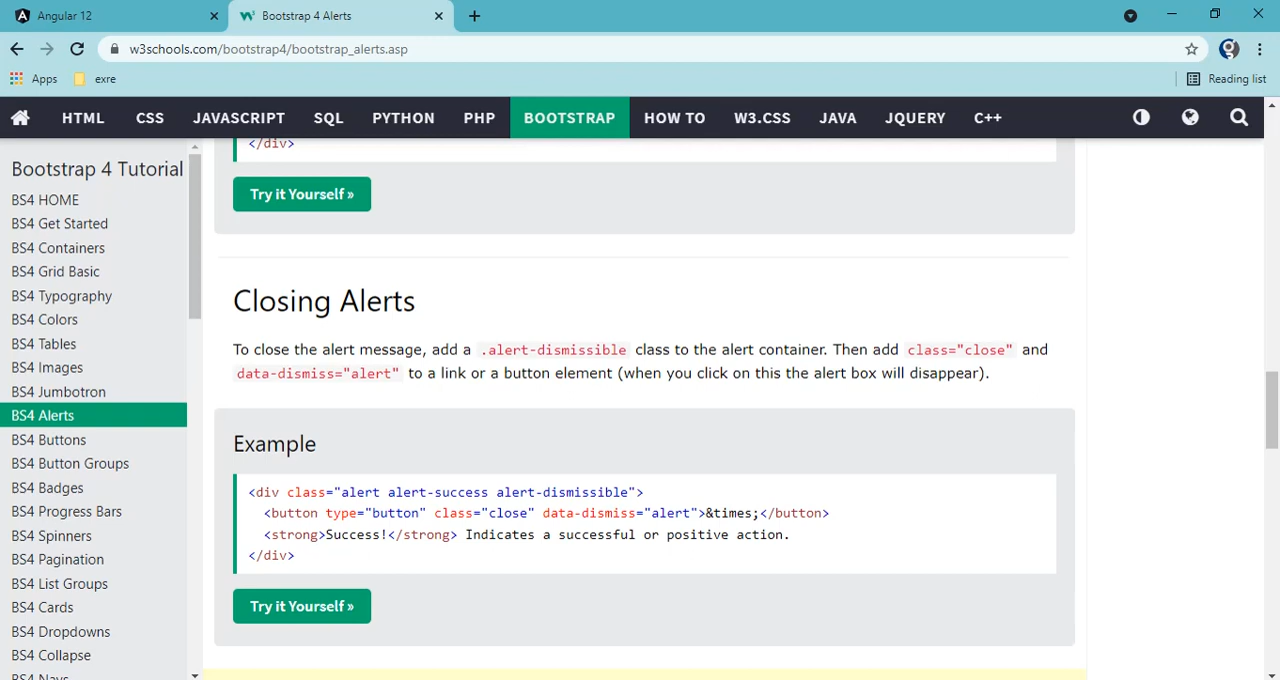 Angular 12
Bootstrap 4 Alerts
w3schools.com/bootstrap4/bootstrap_alerts.asp
Apps
exre
Reading list
HTML
CSS
JAVASCRIPT
SQL
PYTHON
PHP
BOOTSTRAP
HOW TO
W3.CSS
JAVA
JQUERY
C++
Bootstrap 4 Tutorial
BS4 HOME
BS4 Get Started
BS4 Containers
BS4 Grid Basic
BS4 Typography
BS4 Colors
BS4 Tables
BS4 Images
BS4 Jumbotron
BS4 Alerts
BS4 Buttons
BS4 Button Groups
BS4 Badges
BS4 Progress Bars
BS4 Spinners
BS4 Pagination
BS4 List Groups
BS4 Cards
BS4 Dropdowns
BS4 Collapse
BS4 Navs
</div>
Try it Yourself »
Closing Alerts
To close the alert message, add a .alert-dismissible class to the alert container. Then add class="close" and
data-dismiss="alert" to a link or a button element (when you click on this the alert box will disappear).
Example
<div class="alert alert-success alert-dismissible">
<button type="button" class="close" data-dismiss="alert">&times;</button>
<strong>Success!</strong> Indicates a successful or positive action.
</div>
Try it Yourself »